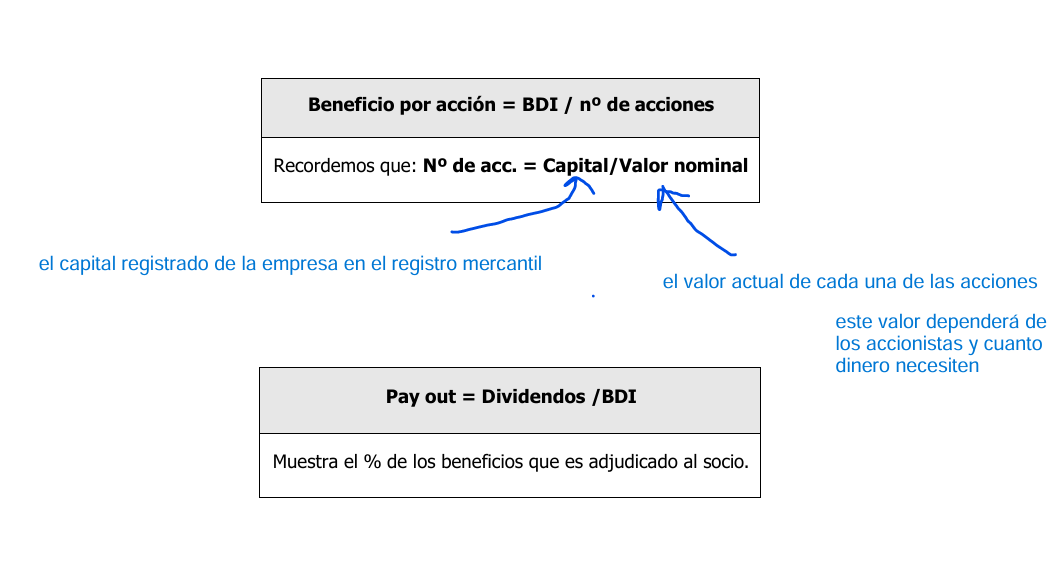 Beneficio por acción = BDI / nº de acciones
Recordemos que: Nº de acc. = Capital/Valor nominal
el capital registrado de la empresa en el registro mercantil
el valor actual de cada una de las acciones
este valor dependerá de
los accionistas y cuanto
dinero necesiten
Pay out = Dividendos /BDI
Muestra el % de los beneficios que es adjudicado al socio.